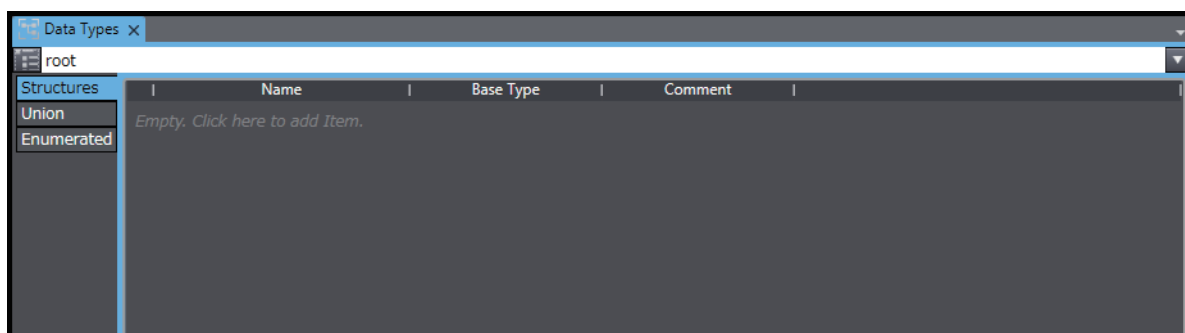 Data Types
root
Structures
Name Base Type Comment
Union
Empty. Click here to add Item.
Enumerated